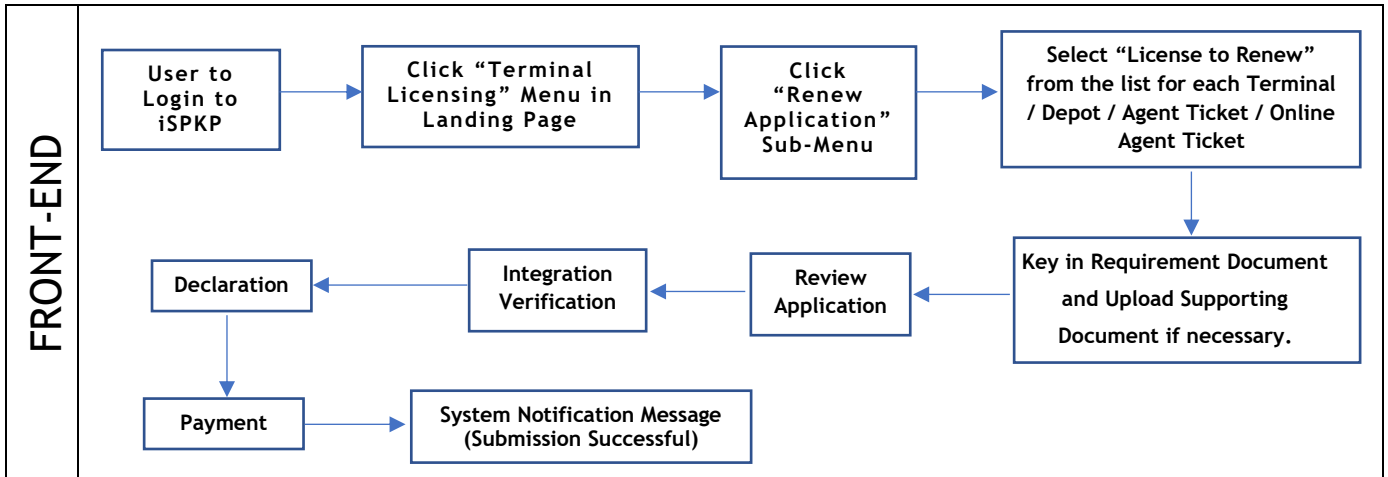 FRONT-END
User to
Login to
iSPKP
Click “Terminal
Licensing” Menu in
Landing Page
Click
“Renew
Application”
Sub-Menu
Select “License to Renew”
from the list for each Terminal
/ Depot / Agent Ticket / Online
Agent Ticket
Key in Requirement Document
and Upload Supporting
Document if necessary.
Review
Application
Integration
Verification
Declaration
Payment
System Notification Message
(Submission Successful)